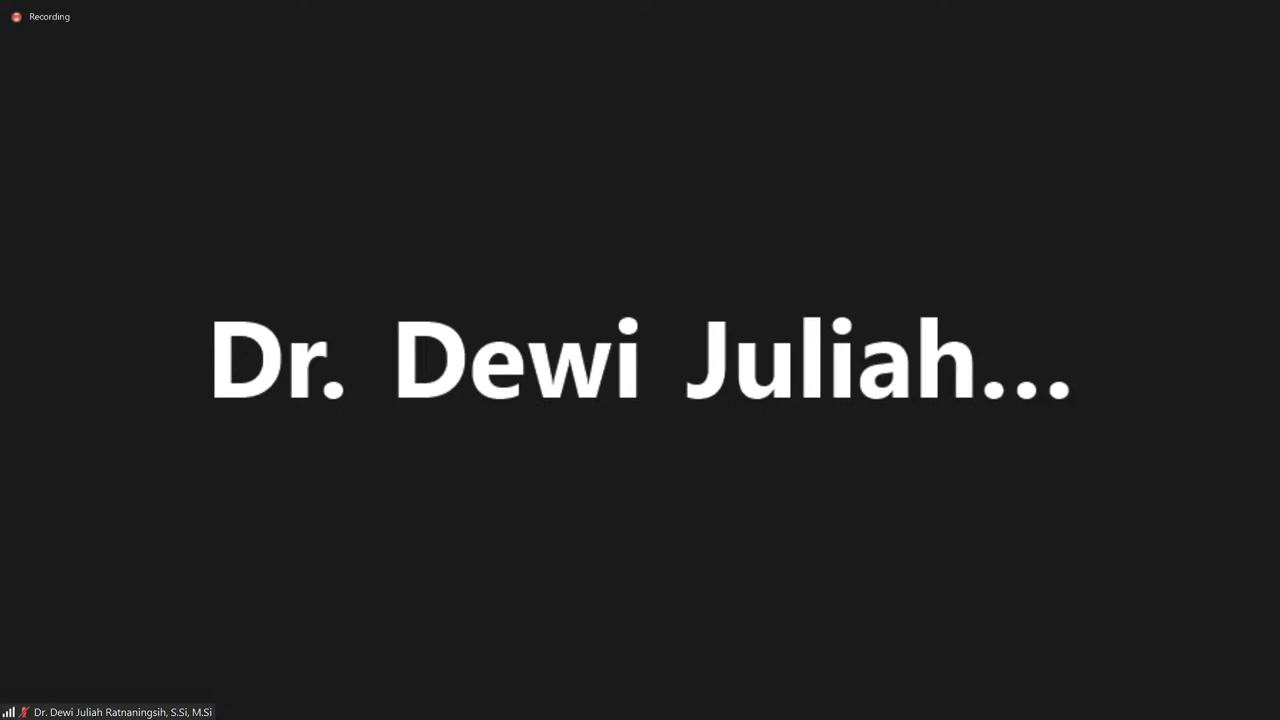 Recording
Dr. Dewi Juliah...
Dr. Dewi Juliah Ratnaningsih, S.Si, M.Si